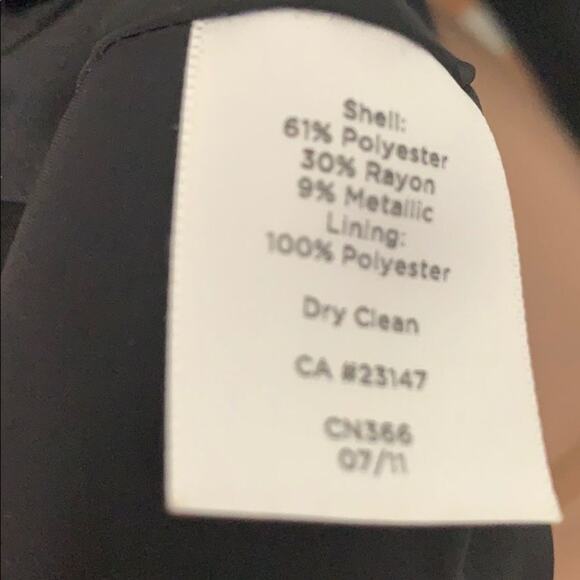 Shell:
61% Polyester
30% Rayon
9% Metallic
Lining:
100% Polyester
Dry Clean
CA #23147
CN366
07/11